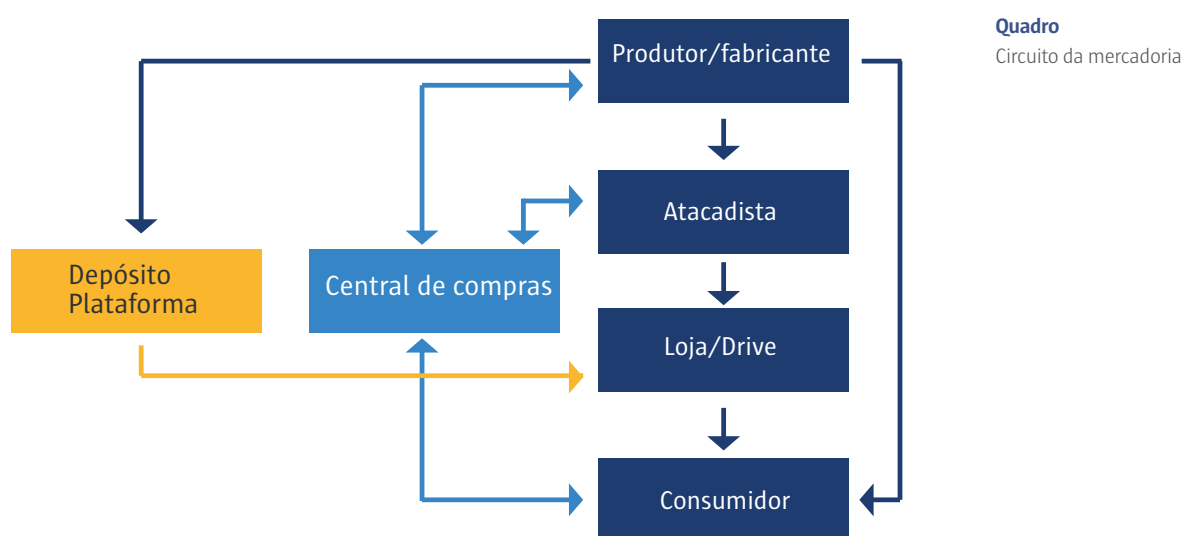 Quadro
Circuito da mercadoria
Produtor/fabricante
Atacadista
Depósito
Plataforma
Central de compras
Loja/Drive
Consumidor